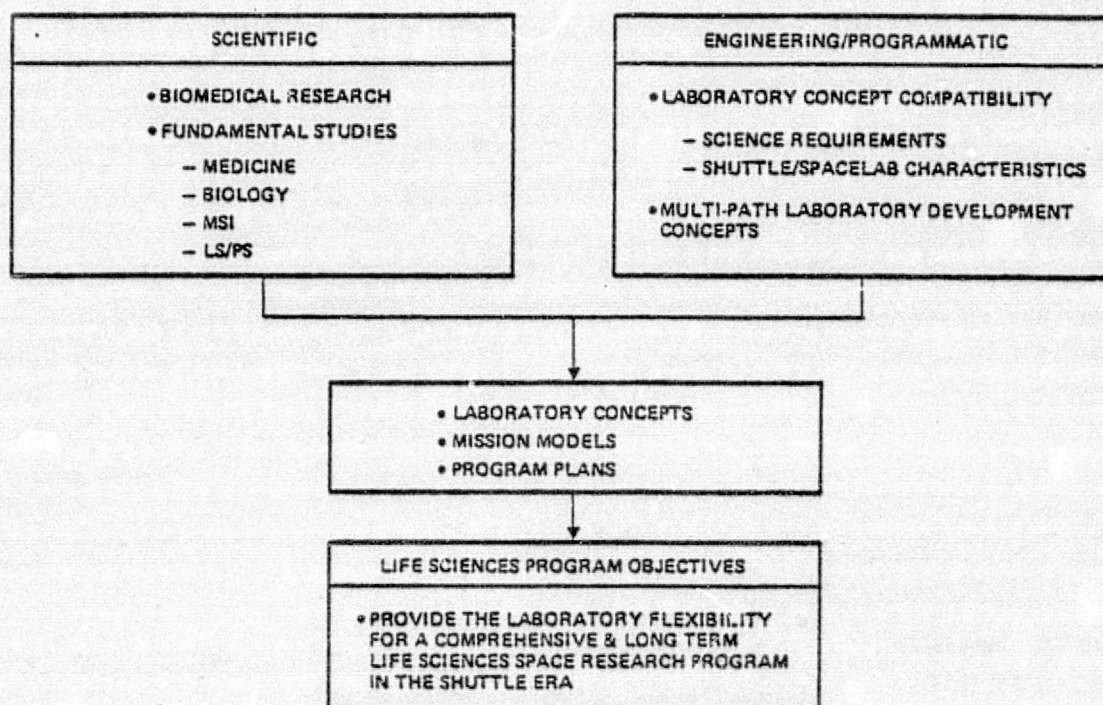 SCIENTIFIC
• BIOMEDICAL RESEARCH
• FUNDAMENTAL STUDIES
– MEDICINE
– BIOLOGY
– MSI
– LS/PS
ENGINEERING/PROGRAMMATIC
• LABORATORY CONCEPT COMPATIBILITY
– SCIENCE REQUIREMENTS
– SHUTTLE/SPACELAB CHARACTERISTICS
• MULTI-PATH LABORATORY DEVELOPMENT
CONCEPTS
• LABORATORY CONCEPTS
• MISSION MODELS
• PROGRAM PLANS
LIFE SCIENCES PROGRAM OBJECTIVES
• PROVIDE THE LABORATORY FLEXIBILITY
FOR A COMPREHENSIVE & LONG TERM
LIFE SCIENCES SPACE RESEARCH PROGRAM
IN THE SHUTTLE ERA